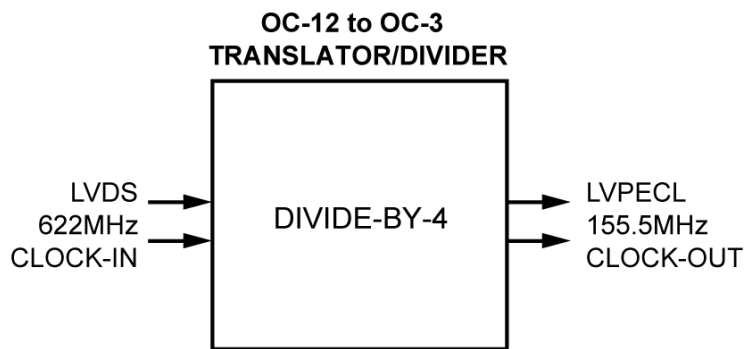 OC-12 to OC-3
TRANSLATOR/DIVIDER
LVDS
622MHz
CLOCK-IN
DIVIDE-BY-4
LVPECL
155.5MHz
CLOCK-OUT